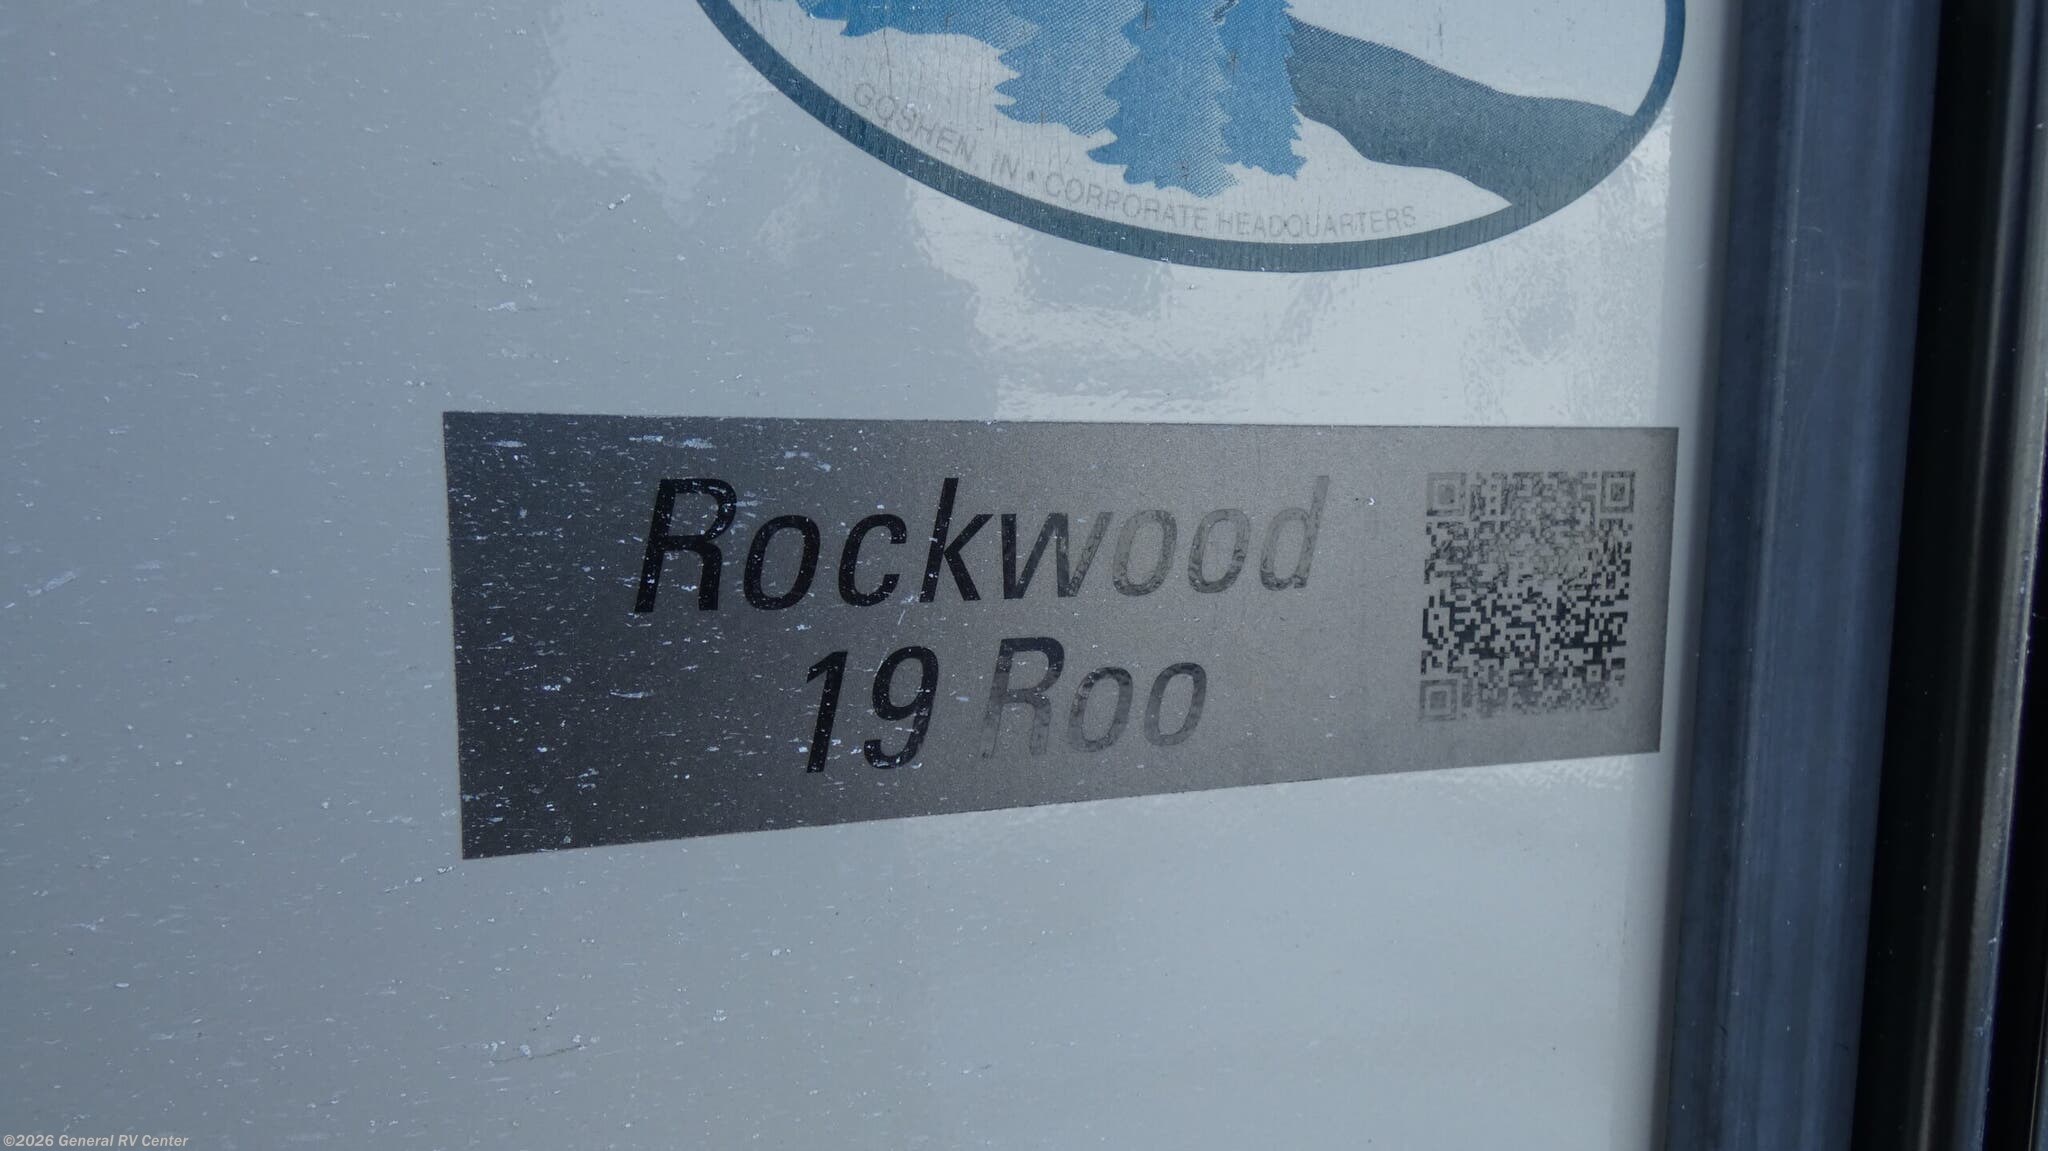 GOSHEN, IN • CORPORATE HEADQUARTERS
Rockwood
19 Roo
©2026 General RV Center